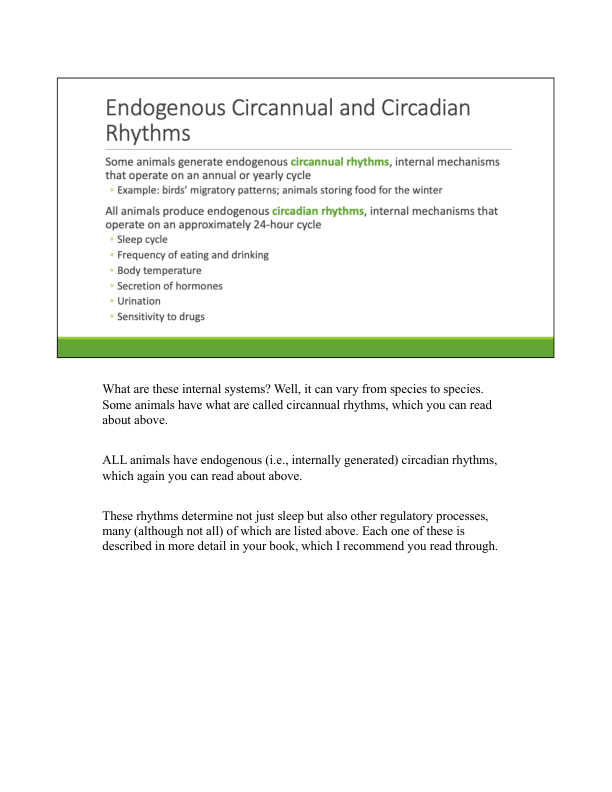 Endogenous Circannual and Circadian
Rhythms
Some animals generate endogenous circannual rhythms, internal mechanisms
that operate on an annual or yearly cycle
• Example: birds’ migratory patterns; animals storing food for the winter
All animals produce endogenous circadian rhythms, internal mechanisms that
operate on an approximately 24-hour cycle
• Sleep cycle
• Frequency of eating and drinking
• Body temperature
• Secretion of hormones
• Urination
• Sensitivity to drugs
What are these internal systems? Well, it can vary from species to species.
Some animals have what are called circannual rhythms, which you can read
about above.
ALL animals have endogenous (i.e., internally generated) circadian rhythms,
which again you can read about above.
These rhythms determine not just sleep but also other regulatory processes,
many (although not all) of which are listed above. Each one of these is
described in more detail in your book, which I recommend you read through.